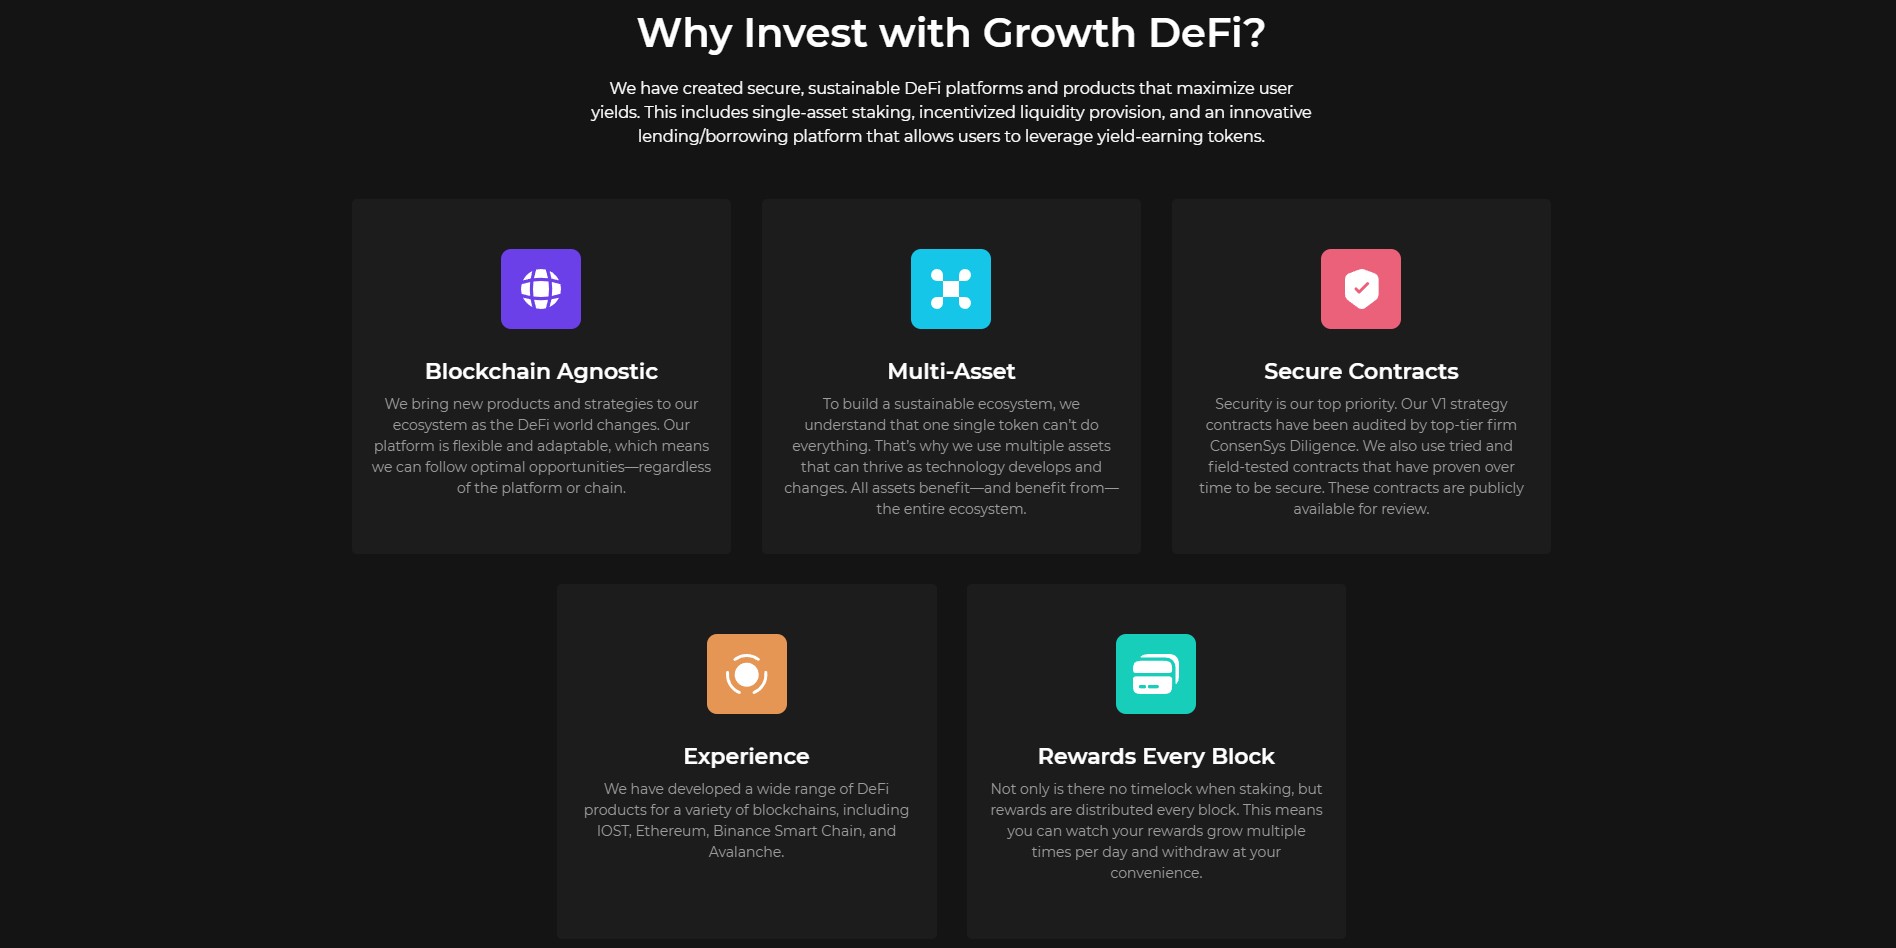 Why Invest with Growth DeFi?
We have created secure, sustainable DeFi platforms and products that maximize user
yields. This includes single-asset staking, incentivized liquidity provision, and an innovative
lending/borrowing platform that allows users to leverage yield-earning tokens.
Blockchain Agnostic
We bring new products and strategies to our
ecosystem as the DeFi world changes. Our
platform is flexible and adaptable, which means
we can follow optimal opportunities—regardless
of the platform or chain.
Multi-Asset
To build a sustainable ecosystem, we
understand that one single token can't do
everything. That's why we use multiple assets
that can thrive as technology develops and
changes. All assets benefit—and benefit from—
the entire ecosystem.
Secure Contracts
Security is our top priority. Our V1 strategy
contracts have been audited by top-tier firm
ConsenSys Diligence. We also use tried and
field-tested contracts that have proven over
time to be secure. These contracts are publicly
available for review.
Experience
We have developed a wide range of DeFi
products for a variety of blockchains, including
IOST, Ethereum, Binance Smart Chain, and
Avalanche.
Rewards Every Block
Not only is there no timelock when staking, but
rewards are distributed every block. This means
you can watch your rewards grow multiple
times per day and withdraw at your
convenience.